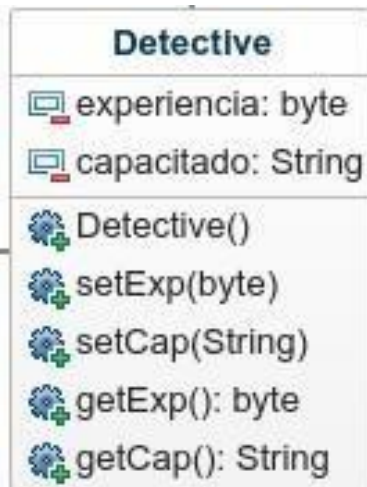 Detective
experiencia: byte
capacitado: String
Detective()
setExp(byte)
setCap(String)
getExp(): byte
getCap(): String